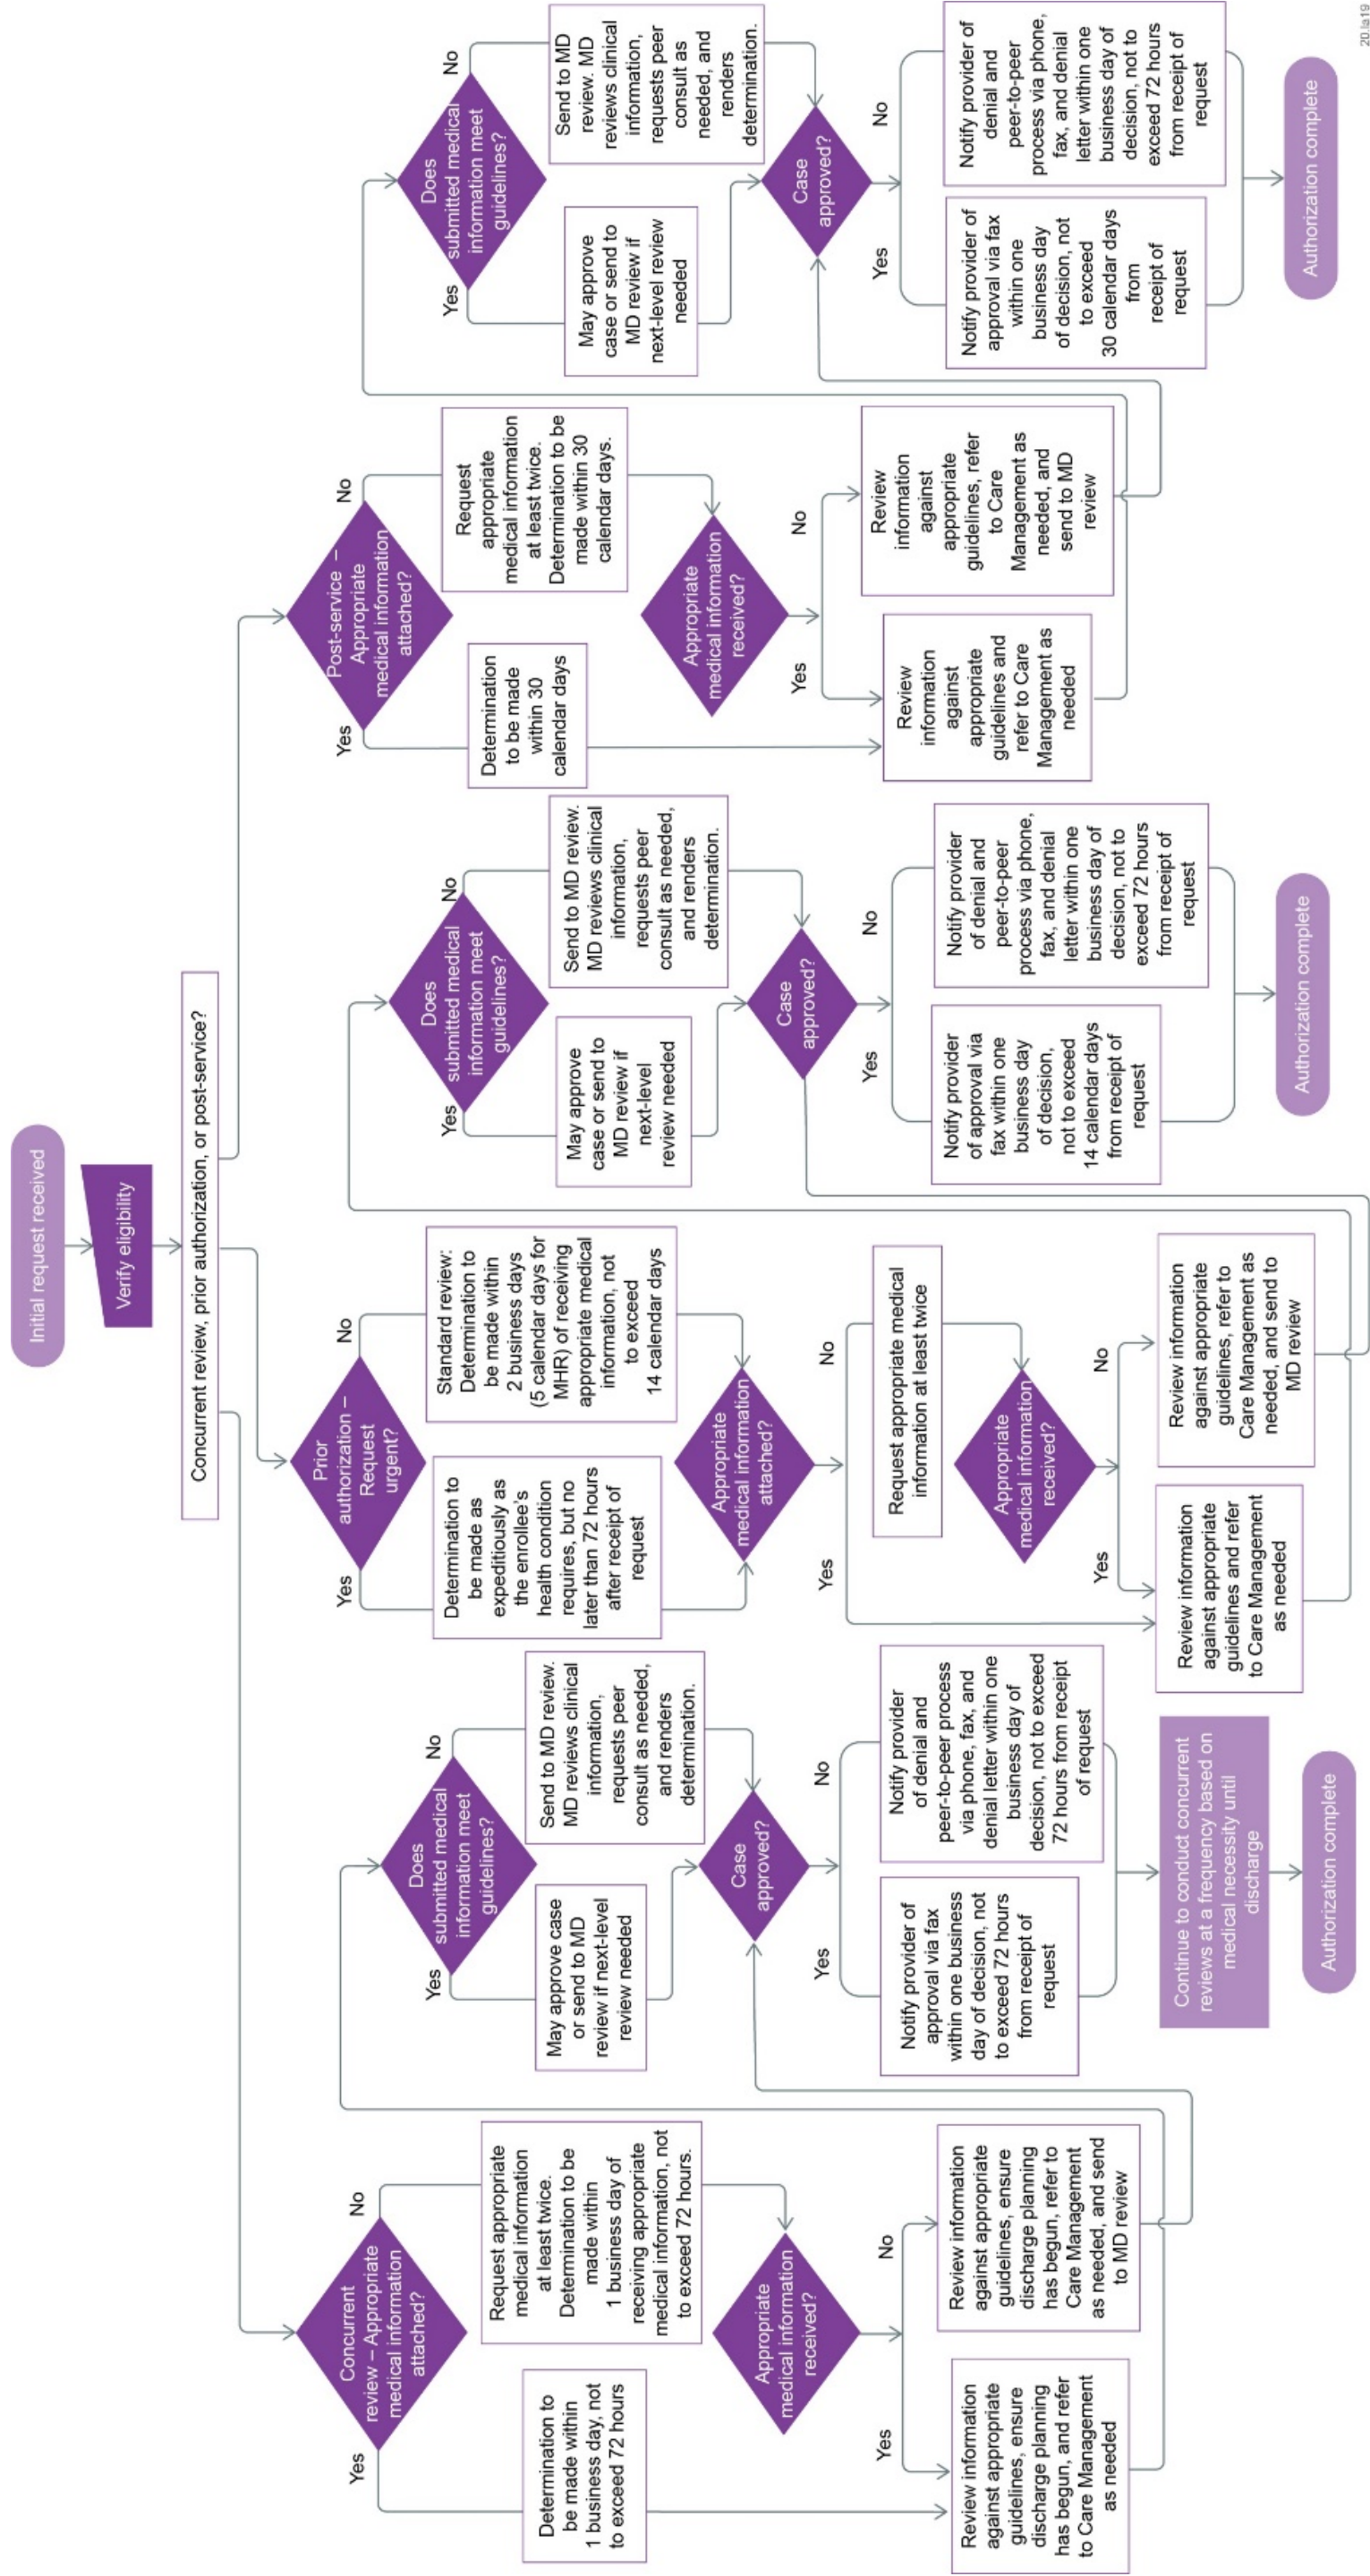 Initial request received
Verify eligibility
Concurrent review, prior authorization, or post-service?
Concurrent
review – Appropriate
medical information
attached?
Yes
No
Determination to
be made within
1 business day, not
to exceed 72 hours
Request appropriate
medical information
at least twice.
Determination to be
made within
1 business day of
receiving appropriate
medical information, not
to exceed 72 hours.
Appropriate
medical information
received?
Yes
No
Review information
against appropriate
guidelines, ensure
discharge planning
has begun, and refer
to Care Management
as needed
Review information
against appropriate
guidelines, ensure
discharge planning
has begun, refer to
Care Management
as needed, and send
to MD review
Does
submitted medical
information meet
guidelines?
Yes
No
May approve case
or send to MD
review if next-level
review needed
Send to MD review.
MD reviews clinical
information,
requests peer
consult as needed,
and renders
determination.
Case
approved?
Yes
No
Notify provider of
approval via fax
within one business
day of decision, not
to exceed 72 hours
from receipt of
request
Notify provider
of denial and
peer-to-peer process
via phone, fax, and
denial letter within one
business day of
decision, not to exceed
72 hours from receipt
of request
Continue to conduct concurrent
reviews at a frequency based on
medical necessity until
discharge
Authorization complete
Prior
authorization –
Request
urgent?
Yes
No
Determination to
be made as
expeditiously as
the enrollee's
health condition
requires, but no
later than 72 hours
after receipt of
request
Standard review:
Determination to
be made within
2 business days
(5 calendar days for
MHR) of receiving
appropriate medical
information, not
to exceed
14 calendar days
Appropriate
medical information
attached?
Yes
No
Request appropriate medical
information at least twice
Appropriate
medical information
received?
Yes
No
Review information
against appropriate
guidelines and refer
to Care Management
as needed
Review information
against appropriate
guidelines, refer to
Care Management as
needed, and send to
MD review
Does
submitted medical
information meet
guidelines?
Yes
No
May approve
case or send to
MD review if
next-level
review needed
Send to MD review.
MD reviews clinical
information,
requests peer
consult as needed,
and renders
determination.
Case
approved?
Yes
No
Notify provider
of approval via
fax within one
business day
of decision,
not to exceed
14 calendar days
from receipt of
request
Notify provider
of denial and
peer-to-peer
process via phone,
fax, and denial
letter within one
business day of
decision, not to
exceed 72 hours
from receipt of
request
Authorization complete
Post-service –
Appropriate
medical information
attached?
Yes
No
Determination
to be made
within 30
calendar days
Request
appropriate
medical information
at least twice.
Determination to be
made within 30
calendar days.
Appropriate
medical information
received?
Yes
No
Review
information
against
appropriate
guidelines and
refer to Care
Management as
needed
Review
information
against
appropriate
guidelines, refer
to Care
Management as
needed, and
send to MD
review
Does
submitted medical
information meet
guidelines?
Yes
No
May approve
case or send to
MD review if
next-level review
needed
Send to MD
review. MD
reviews clinical
information,
requests peer
consult as
needed, and
renders
determination.
Case
approved?
Yes
No
Notify provider of
approval via fax
within one
business day
of decision, not
to exceed
30 calendar days
from
receipt of
request
Notify provider of
denial and
peer-to-peer
process via phone,
fax, and denial
letter within one
business day of
decision, not to
exceed 72 hours
from receipt of
request
Authorization complete
20.la19